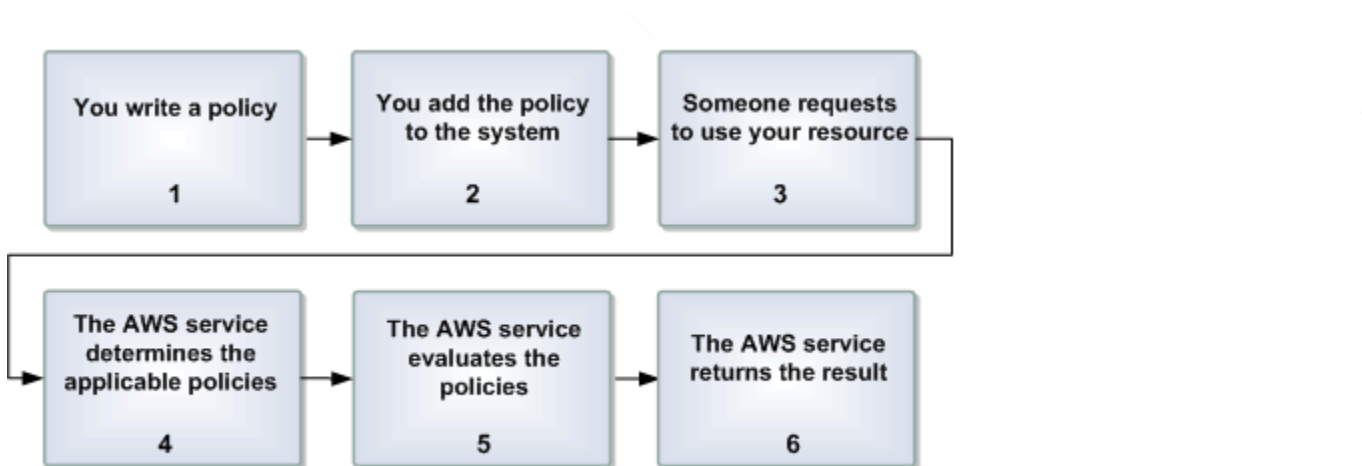 You write a policy
1
You add the policy
to the system
2
Someone requests
to use your resource
3
The AWS service
determines the
applicable policies
4
The AWS service
evaluates the
policies
5
The AWS service
returns the result
6